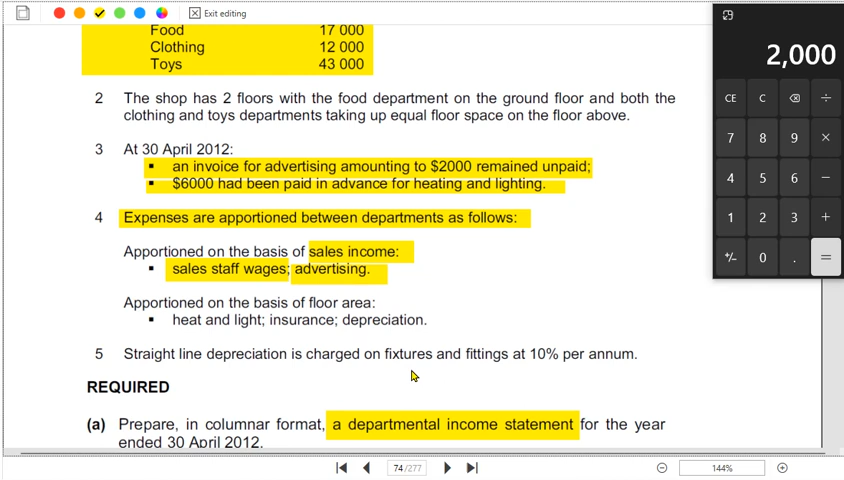 Exit editing
Food 17 000
Clothing 12 000
Toys 43 000
2 The shop has 2 floors with the food department on the ground floor and both the
clothing and toys departments taking up equal floor space on the floor above.
3 At 30 April 2012:
▪ an invoice for advertising amounting to $2000 remained unpaid;
▪ $6000 had been paid in advance for heating and lighting.
4 Expenses are apportioned between departments as follows:
Apportioned on the basis of sales income:
▪ sales staff wages; advertising.
Apportioned on the basis of floor area:
▪ heat and light; insurance; depreciation.
5 Straight line depreciation is charged on fixtures and fittings at 10% per annum.
REQUIRED
(a) Prepare, in columnar format, a departmental income statement for the year
ended 30 April 2012.
74 /277
144%
2,000
CE C ⌫ ÷
7 8 9 ×
4 5 6 −
1 2 3 +
+/- 0 . =